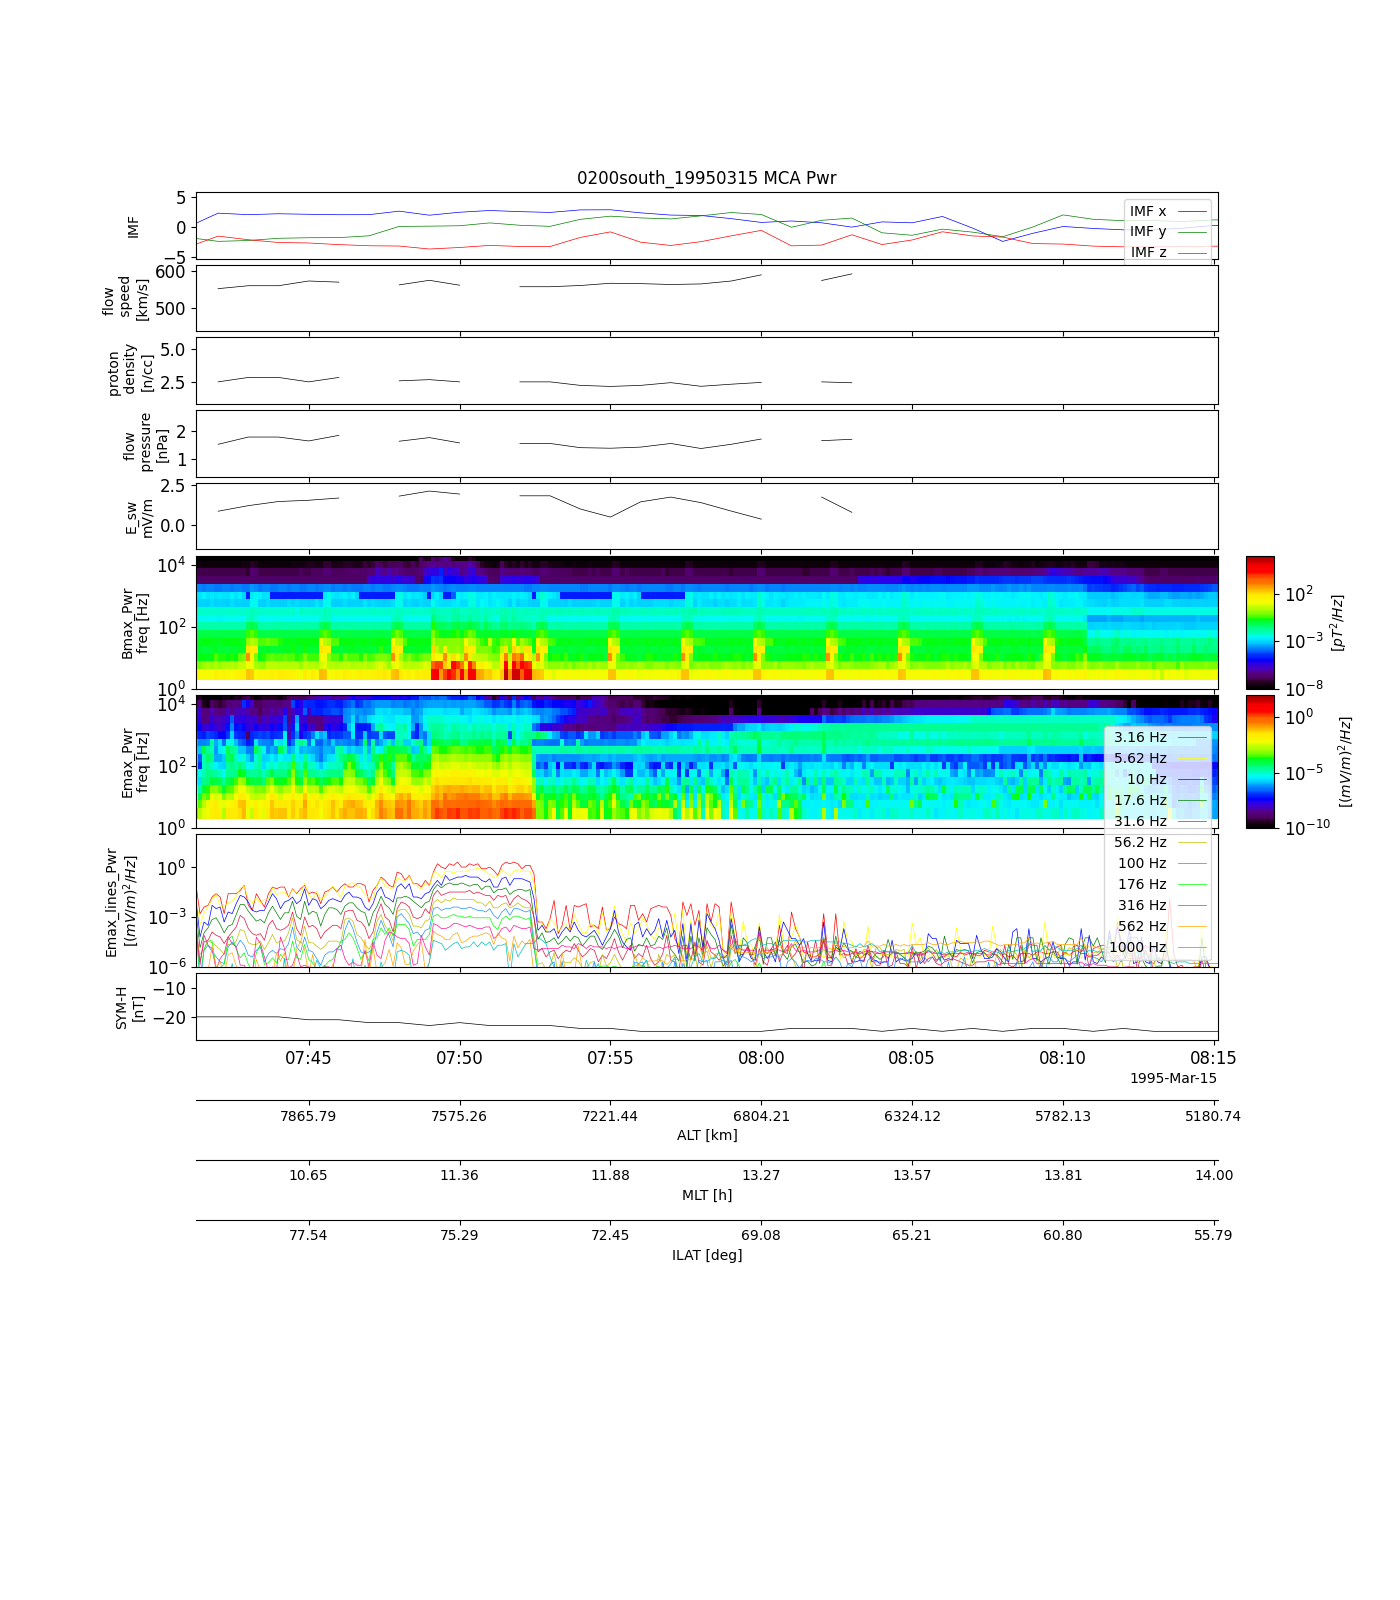 0200south_19950315 MCA Pwr
5
0
−5
IMF
IMF x
IMF y
IMF z
600
500
flow
speed
[km/s]
5.0
2.5
proton
density
[n/cc]
2
1
flow
pressure
[nPa]
2.5
0.0
E_sw
mV/m
10^4
10^2
10^0
Bmax_Pwr
freq [Hz]
10^2
10^−3
10^−8
[pT^2/Hz]
10^4
10^2
10^0
Emax_Pwr
freq [Hz]
10^0
10^−5
10^−10
[(mV/m)^2/Hz]
3.16 Hz
5.62 Hz
10 Hz
17.6 Hz
31.6 Hz
56.2 Hz
100 Hz
176 Hz
316 Hz
562 Hz
1000 Hz
10^0
10^−3
10^−6
Emax_lines_Pwr
[(mV/m)^2/Hz]
−10
−20
SYM-H
[nT]
07:45 07:50 07:55 08:00 08:05 08:10 08:15
1995-Mar-15
7865.79 7575.26 7221.44 6804.21 6324.12 5782.13 5180.74
ALT [km]
10.65 11.36 11.88 13.27 13.57 13.81 14.00
MLT [h]
77.54 75.29 72.45 69.08 65.21 60.80 55.79
ILAT [deg]